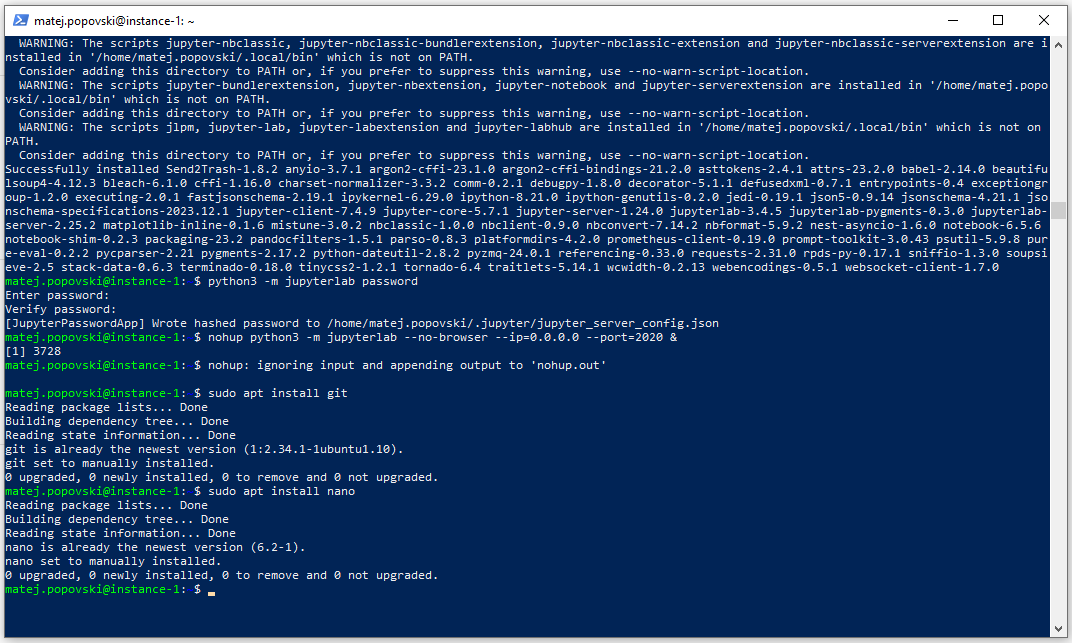 matej.popovski@instance-1: ~
WARNING: The scripts jupyter-nbclassic, jupyter-nbclassic-bundlerextension, jupyter-nbclassic-extension and jupyter-nbclassic-serverextension are i
nstalled in '/home/matej.popovski/.local/bin' which is not on PATH.
Consider adding this directory to PATH or, if you prefer to suppress this warning, use --no-warn-script-location.
WARNING: The scripts jupyter-bundlerextension, jupyter-nbextension, jupyter-notebook and jupyter-serverextension are installed in '/home/matej.popo
vski/.local/bin' which is not on PATH.
Consider adding this directory to PATH or, if you prefer to suppress this warning, use --no-warn-script-location.
WARNING: The scripts jlpm, jupyter-lab, jupyter-labextension and jupyter-labhub are installed in '/home/matej.popovski/.local/bin' which is not on
PATH.
Consider adding this directory to PATH or, if you prefer to suppress this warning, use --no-warn-script-location.
Successfully installed Send2Trash-1.8.2 anyio-3.7.1 argon2-cffi-23.1.0 argon2-cffi-bindings-21.2.0 asttokens-2.4.1 attrs-23.2.0 babel-2.14.0 beautifu
lsoup4-4.12.3 bleach-6.1.0 cffi-1.16.0 charset-normalizer-3.3.2 comm-0.2.1 debugpy-1.8.0 decorator-5.1.1 defusedxml-0.7.1 entrypoints-0.4 exceptiongr
oup-1.2.0 executing-2.0.1 fastjsonschema-2.19.1 ipykernel-6.29.0 ipython-8.21.0 ipython-genutils-0.2.0 jedi-0.19.1 json5-0.9.14 jsonschema-4.21.1 jso
nschema-specifications-2023.12.1 jupyter-client-7.4.9 jupyter-core-5.7.1 jupyter-server-1.24.0 jupyterlab-3.4.5 jupyterlab-pygments-0.3.0 jupyterlab-
server-2.25.2 matplotlib-inline-0.1.6 mistune-3.0.2 nbclassic-1.0.0 nbclient-0.9.0 nbconvert-7.14.2 nbformat-5.9.2 nest-asyncio-1.6.0 notebook-6.5.6
notebook-shim-0.2.3 packaging-23.2 pandocfilters-1.5.1 parso-0.8.3 platformdirs-4.2.0 prometheus-client-0.19.0 prompt-toolkit-3.0.43 psutil-5.9.8 pur
e-eval-0.2.2 pycparser-2.21 pygments-2.17.2 python-dateutil-2.8.2 pyzmq-24.0.1 referencing-0.33.0 requests-2.31.0 rpds-py-0.17.1 sniffio-1.3.0 soupsi
eve-2.5 stack-data-0.6.3 terminado-0.18.0 tinycss2-1.2.1 tornado-6.4 traitlets-5.14.1 wcwidth-0.2.13 webencodings-0.5.1 websocket-client-1.7.0
matej.popovski@instance-1: $ python3 -m jupyterlab password
Enter password:
Verify password:
[JupyterPasswordApp] Wrote hashed password to /home/matej.popovski/.jupyter/jupyter_server_config.json
matej.popovski@instance-1: $ nohup python3 -m jupyterlab --no-browser --ip=0.0.0.0 --port=2020 &
[1] 3728
matej.popovski@instance-1: $ nohup: ignoring input and appending output to 'nohup.out'
matej.popovski@instance-1: $ sudo apt install git
Reading package lists... Done
Building dependency tree... Done
Reading state information... Done
git is already the newest version (1:2.34.1-1ubuntu1.10).
git set to manually installed.
0 upgraded, 0 newly installed, 0 to remove and 0 not upgraded.
matej.popovski@instance-1: $ sudo apt install nano
Reading package lists... Done
Building dependency tree... Done
Reading state information... Done
nano is already the newest version (6.2-1).
nano set to manually installed.
0 upgraded, 0 newly installed, 0 to remove and 0 not upgraded.
matej.popovski@instance-1: $